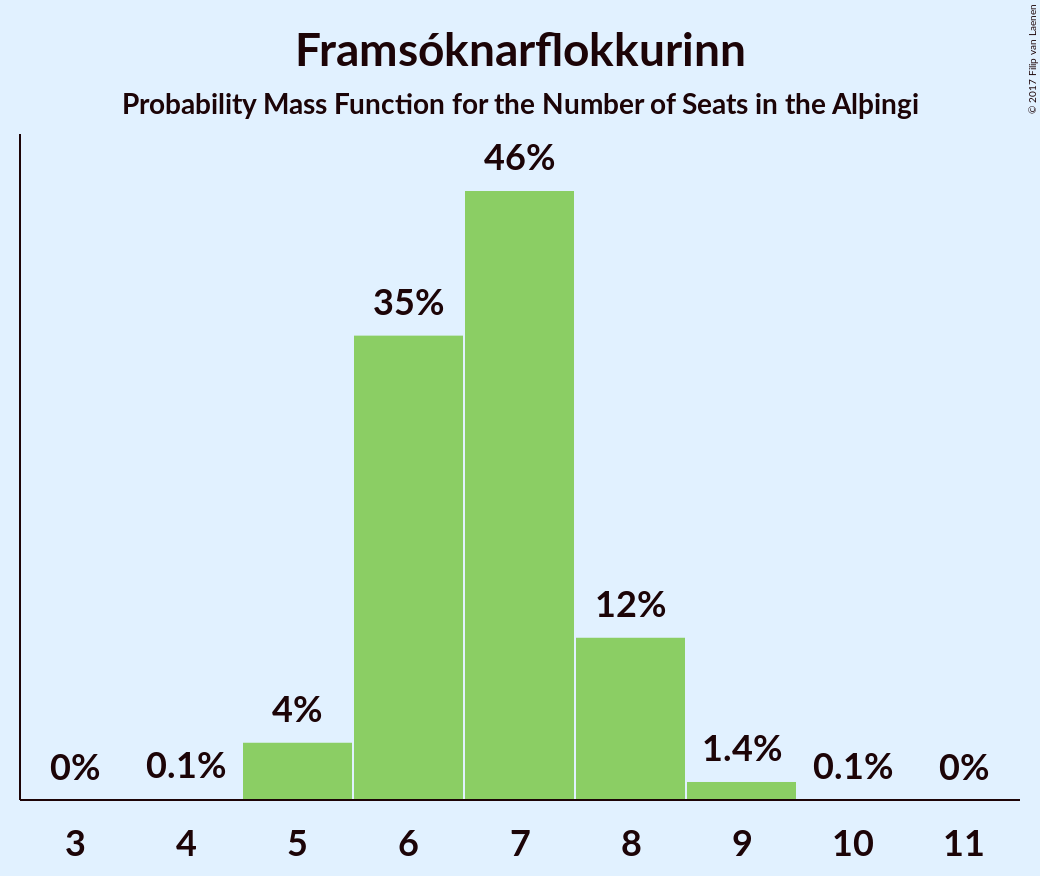 Framsóknarflokkurinn
Probability Mass Function for the Number of Seats in the Alþingi
© 2017 Filip van Laenen
46%
35%
12%
4%
1.4%
0% 0.1% 0.1% 0%
3 4 5 6 7 8 9 10 11